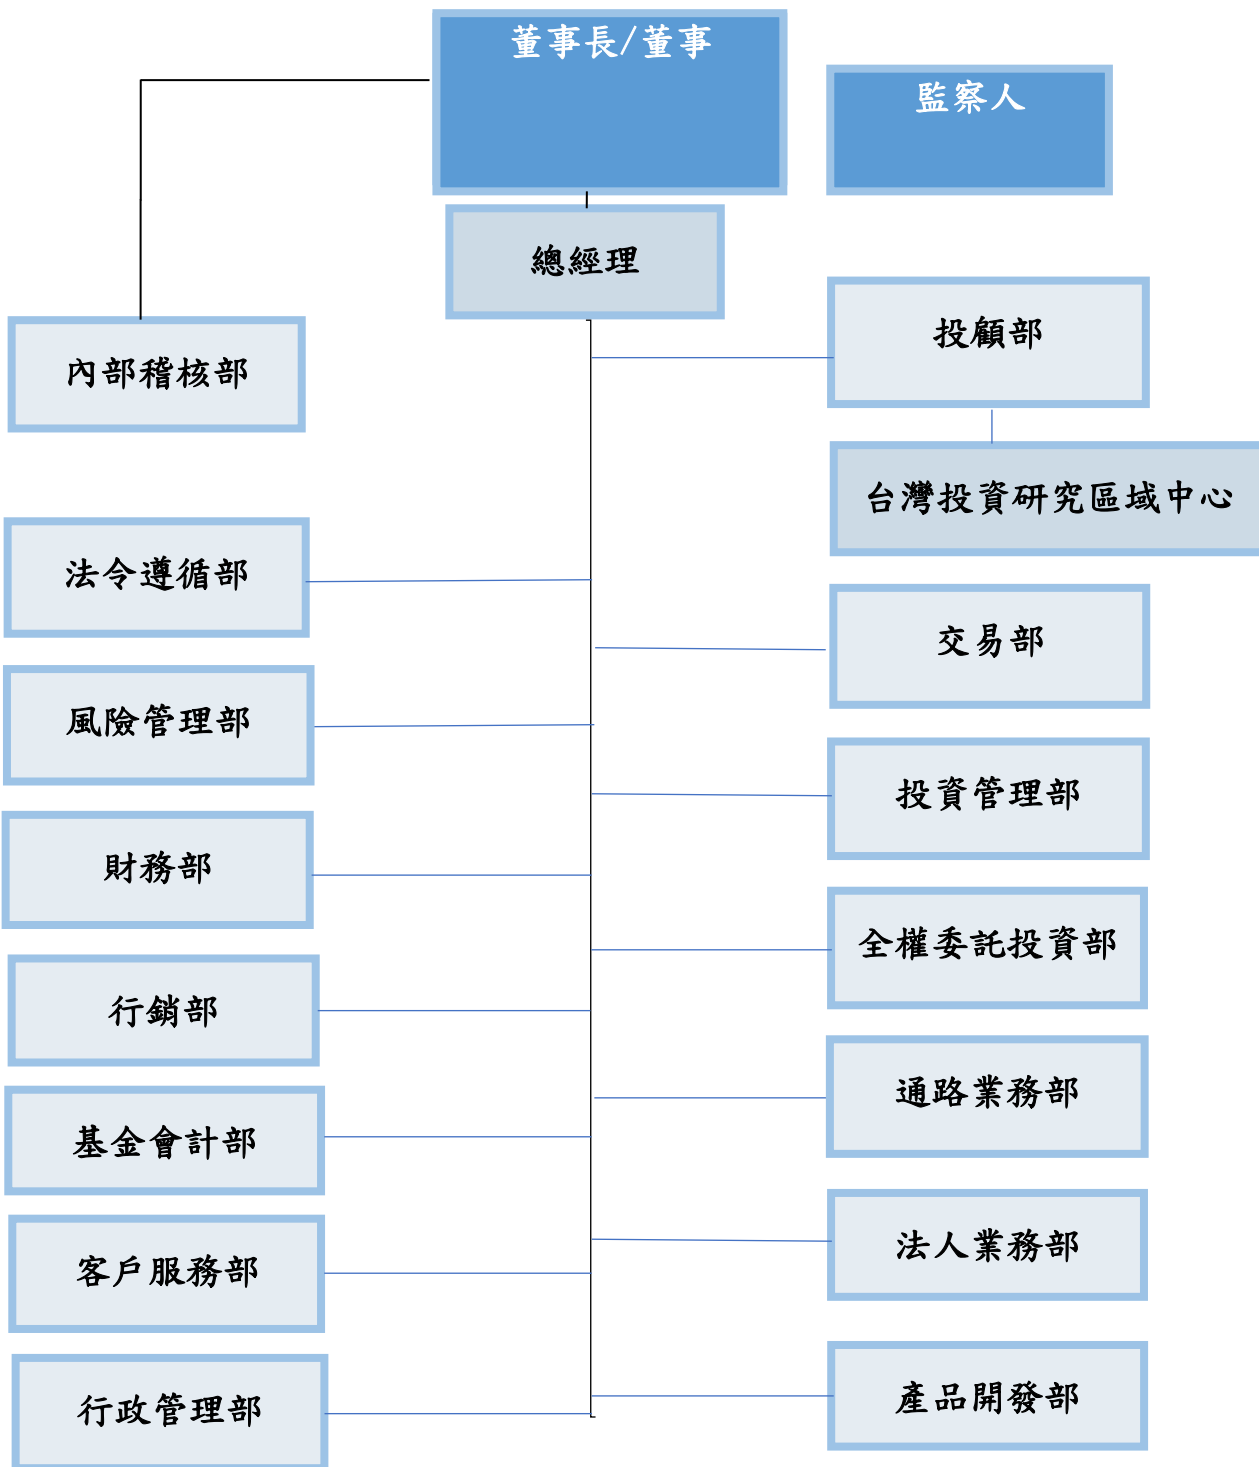 董事長/董事
監察人
總經理
投顧部
內部稽核部
台灣投資研究區域中心
法令遵循部
交易部
風險管理部
投資管理部
財務部
全權委託投資部
行銷部
通路業務部
基金會計部
法人業務部
客戶服務部
產品開發部
行政管理部